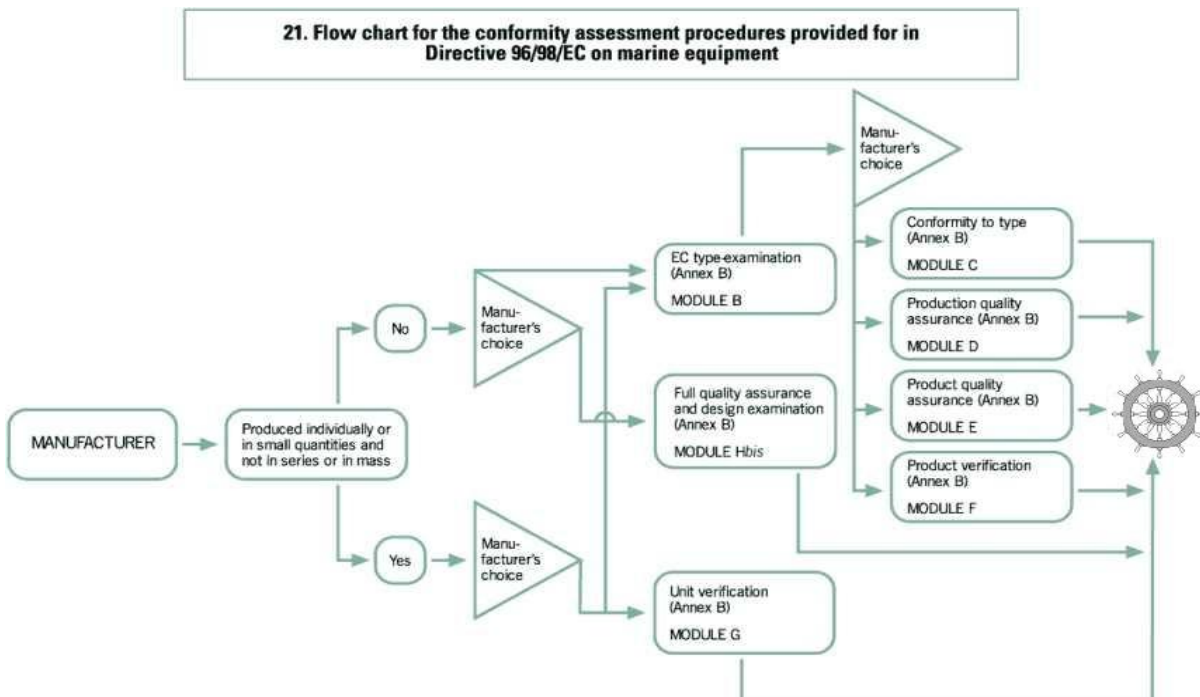 21. Flow chart for the conformity assessment procedures provided for in
Directive 96/98/EC on marine equipment
Manu-
facturer's
choice
Conformity to type
(Annex B)
MODULE C
EC type-examination
(Annex B)
MODULE B
Production quality
assurance (Annex B)
MODULE D
No
Manu-
facturer's
choice
Full quality assurance
and design examination
(Annex B)
MODULE Hbis
Product quality
assurance (Annex B)
MODULE E
MANUFACTURER
Produced individually or
in small quantities and
not in series or in mass
Product verification
(Annex B)
MODULE F
Yes
Manu-
facturer's
choice
Unit verification
(Annex B)
MODULE G